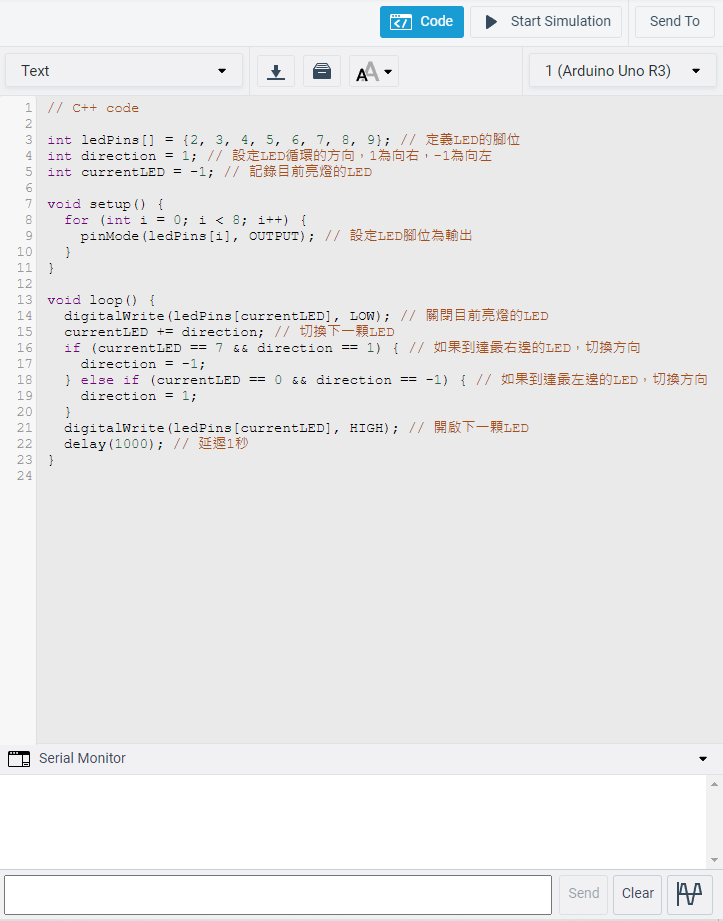 Code
Start Simulation
Send To
Text
AA
1 (Arduino Uno R3)
1 // C++ code
2
3 int ledPins[] = {2, 3, 4, 5, 6, 7, 8, 9}; // 定義LED的腳位
4 int direction = 1; // 設定LED循環的方向，1為向右，-1為向左
5 int currentLED = -1; // 記錄目前亮燈的LED
6
7 void setup() {
8   for (int i = 0; i < 8; i++) {
9     pinMode(ledPins[i], OUTPUT); // 設定LED腳位為輸出
10   }
11 }
12
13 void loop() {
14   digitalWrite(ledPins[currentLED], LOW); // 關閉目前亮燈的LED
15   currentLED += direction; // 切換下一顆LED
16   if (currentLED == 7 && direction == 1) { // 如果到達最右邊的LED，切換方向
17     direction = -1;
18   } else if (currentLED == 0 && direction == -1) { // 如果到達最左邊的LED，切換方向
19     direction = 1;
20   }
21   digitalWrite(ledPins[currentLED], HIGH); // 開啟下一顆LED
22   delay(1000); // 延遲1秒
23 }
24
Serial Monitor
Send
Clear